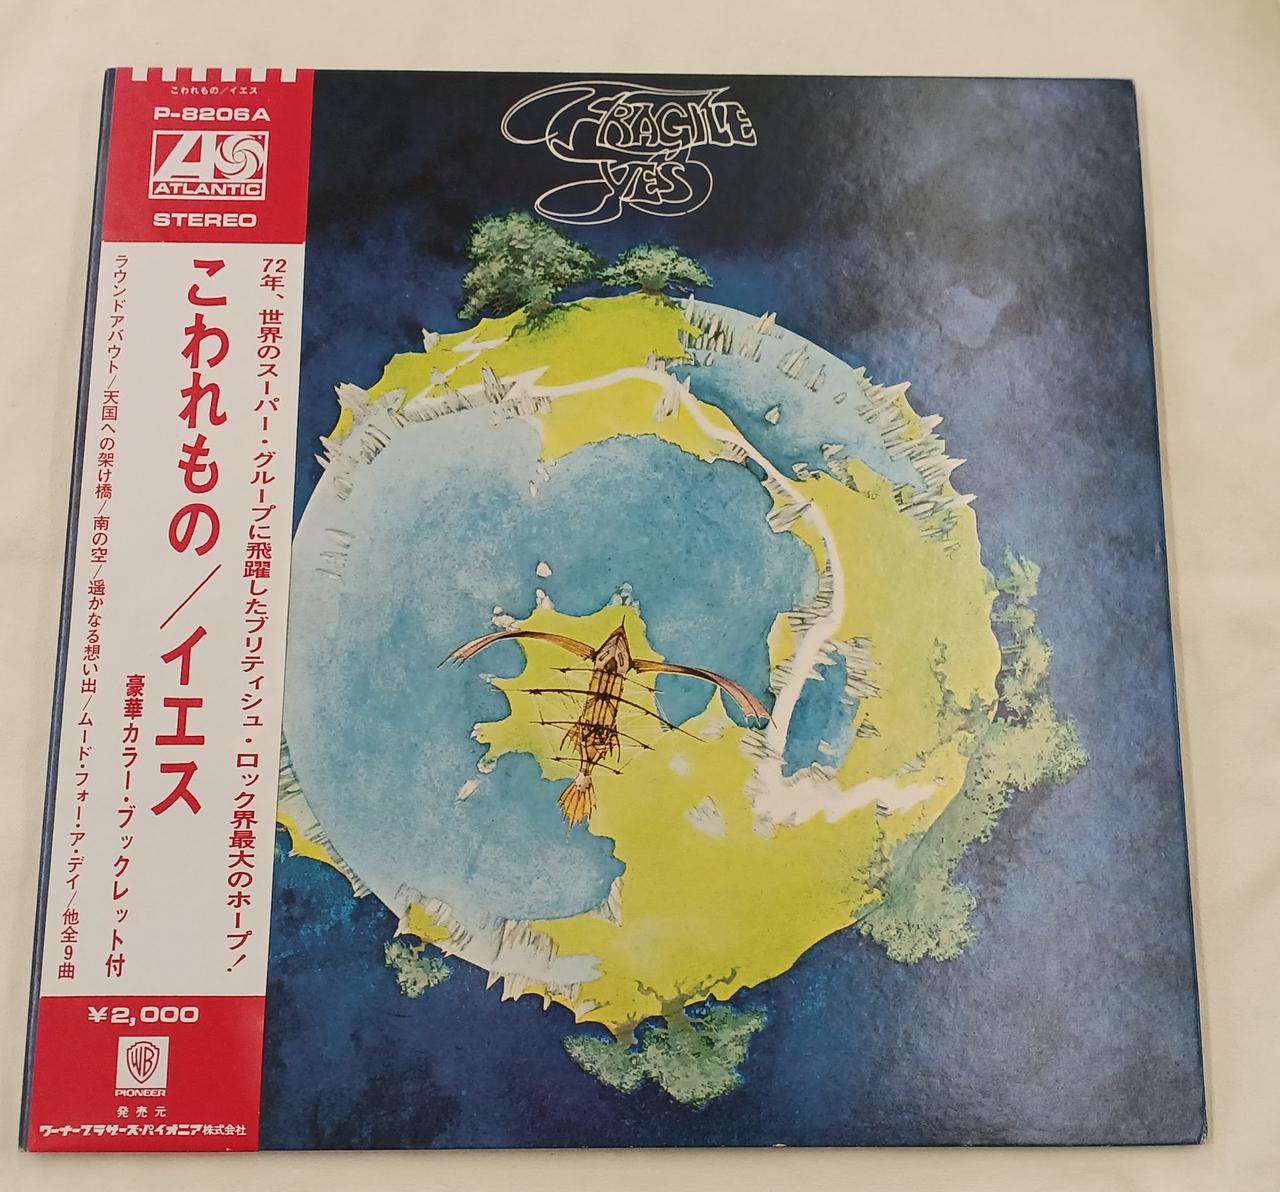 こわれもの/イエス
P-8206A
ATLANTIC
STEREO
72年、世界のスーパー・グループに飛躍したブリティシュ・ロック界最大のホープ!
こわれもの/イエス
豪華カラー・ブックレット付
ラウンドアバウト/天国への架け橋/南の空/遥かなる想い出/ムード・フォー・ア・デイ/他全9曲
¥2,000
WB
PIONEER
発売元
ワーナーブラザーズ・パイオニア株式会社
FRAGILE
YES